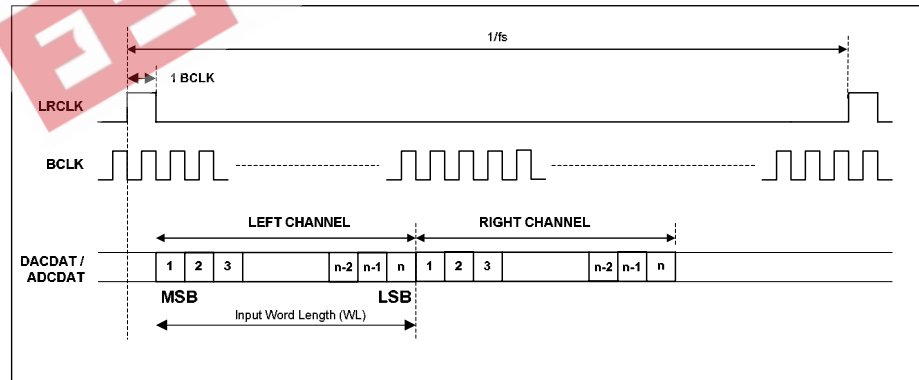 1/fs
1 BCLK
LRCLK
BCLK
LEFT CHANNEL RIGHT CHANNEL
DACDAT /
ADCDAT
1 2 3 n-2 n-1 n 1 2 3 n-2 n-1 n
MSB LSB
Input Word Length (WL)